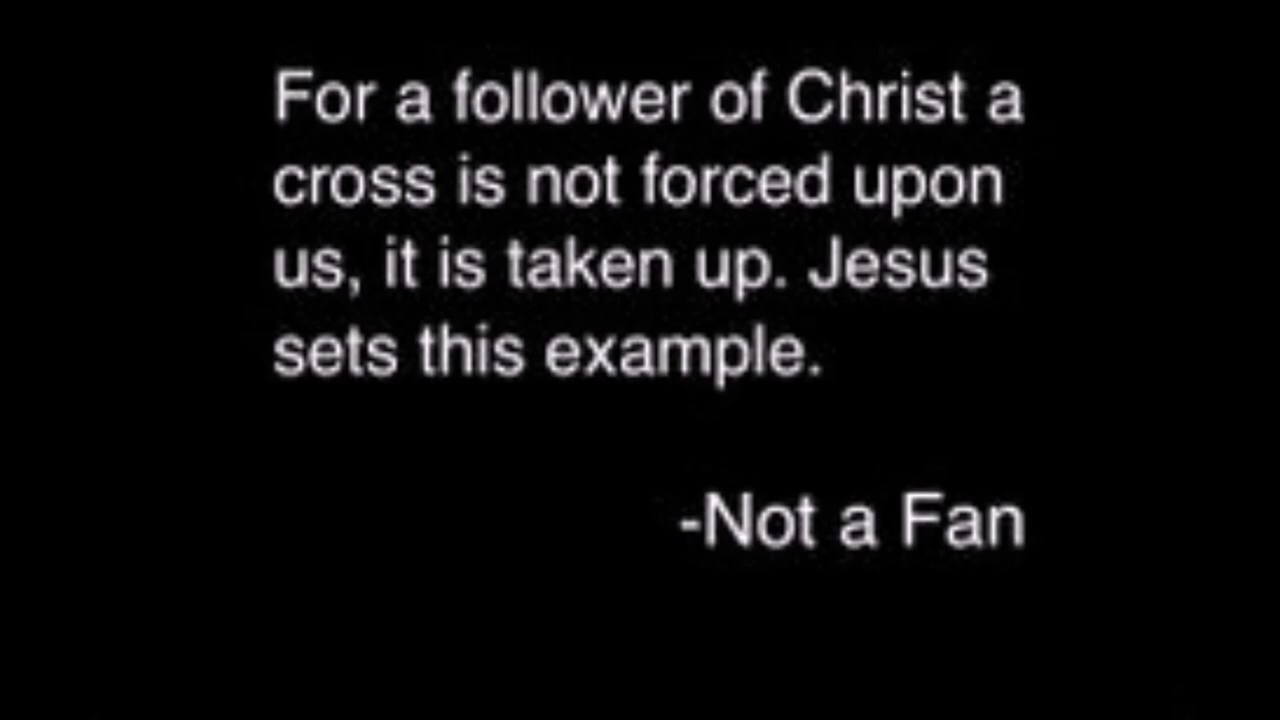 For a follower of Christ a
cross is not forced upon
us, it is taken up. Jesus
sets this example.
-Not a Fan